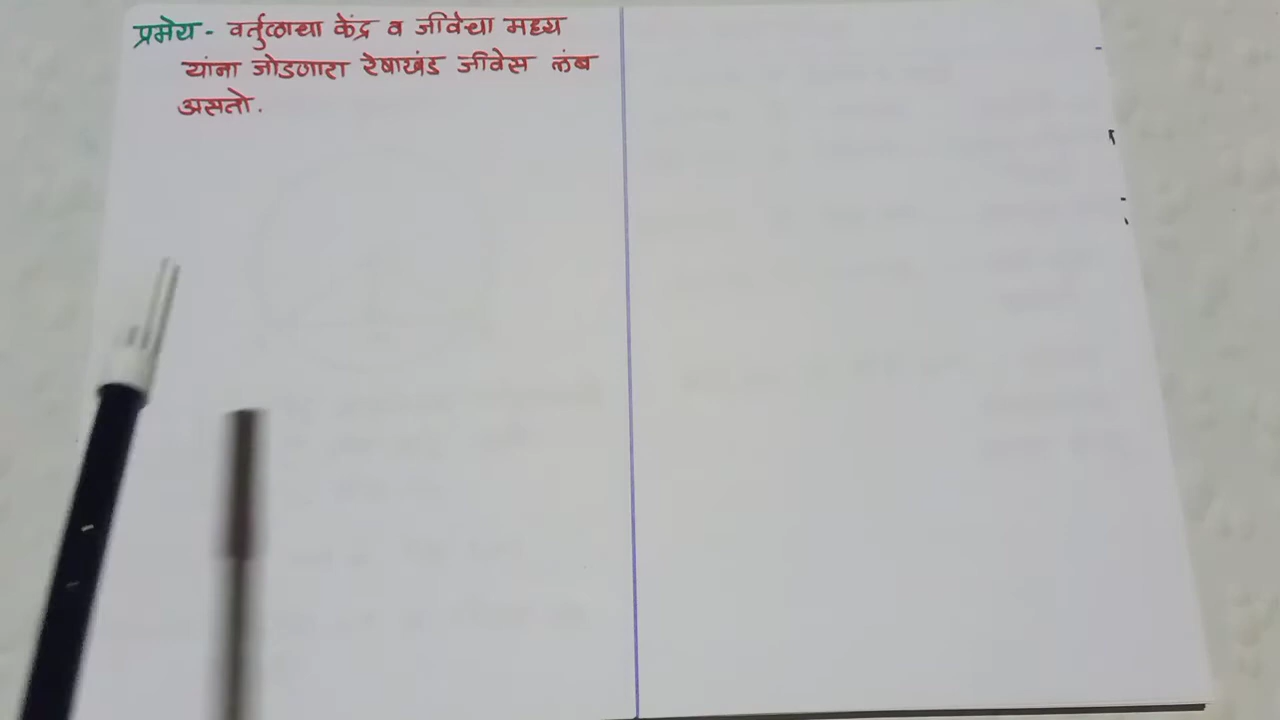 प्रमेय - वर्तुळाचा केंद्र व जीवेचा मध्य
यांना जोडणारा रेषाखंड जीवेस लंब
असतो.